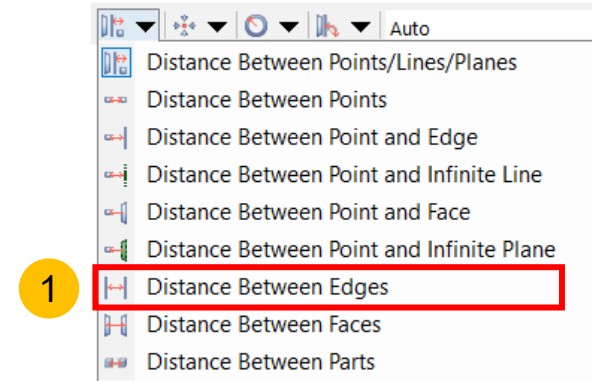 Auto
Distance Between Points/Lines/Planes
Distance Between Points
Distance Between Point and Edge
Distance Between Point and Infinite Line
Distance Between Point and Face
Distance Between Point and Infinite Plane
1 Distance Between Edges
Distance Between Faces
Distance Between Parts